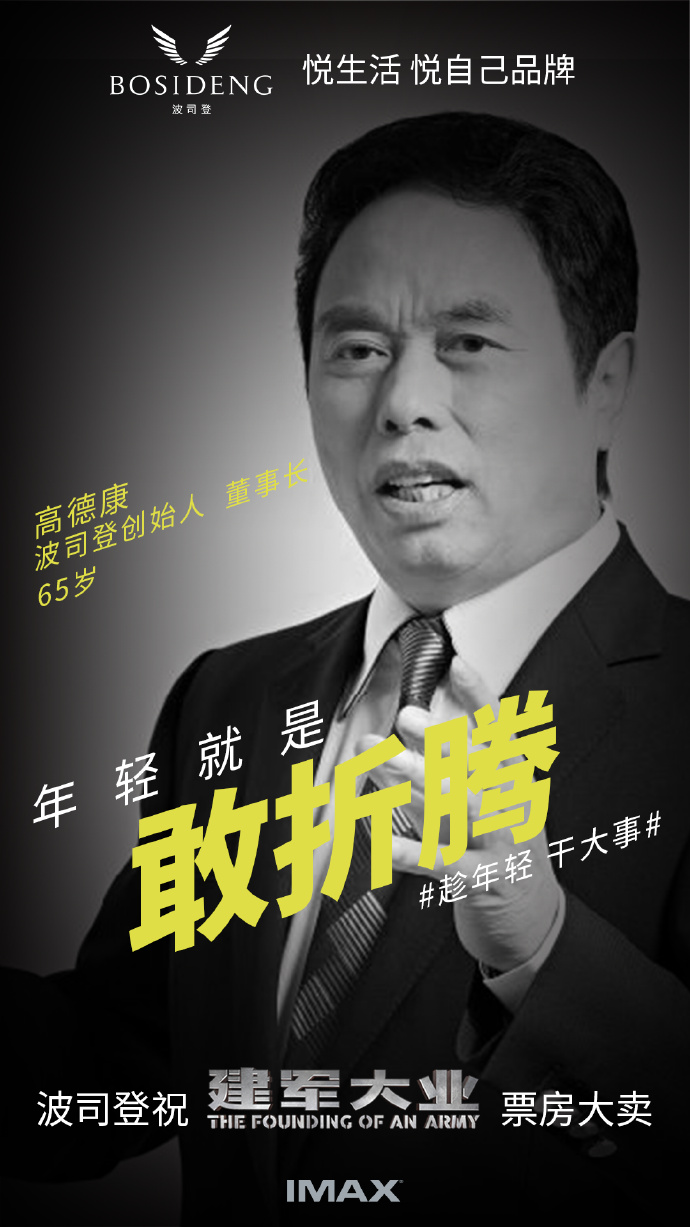 BOSIDENG
波司登
悦生活 悦自己品牌
高德康
波司登创始人 董事长
65岁
年轻就是
敢折腾
#趁年轻 干大事#
波司登祝 建军大业 票房大卖
THE FOUNDING OF AN ARMY
IMAX